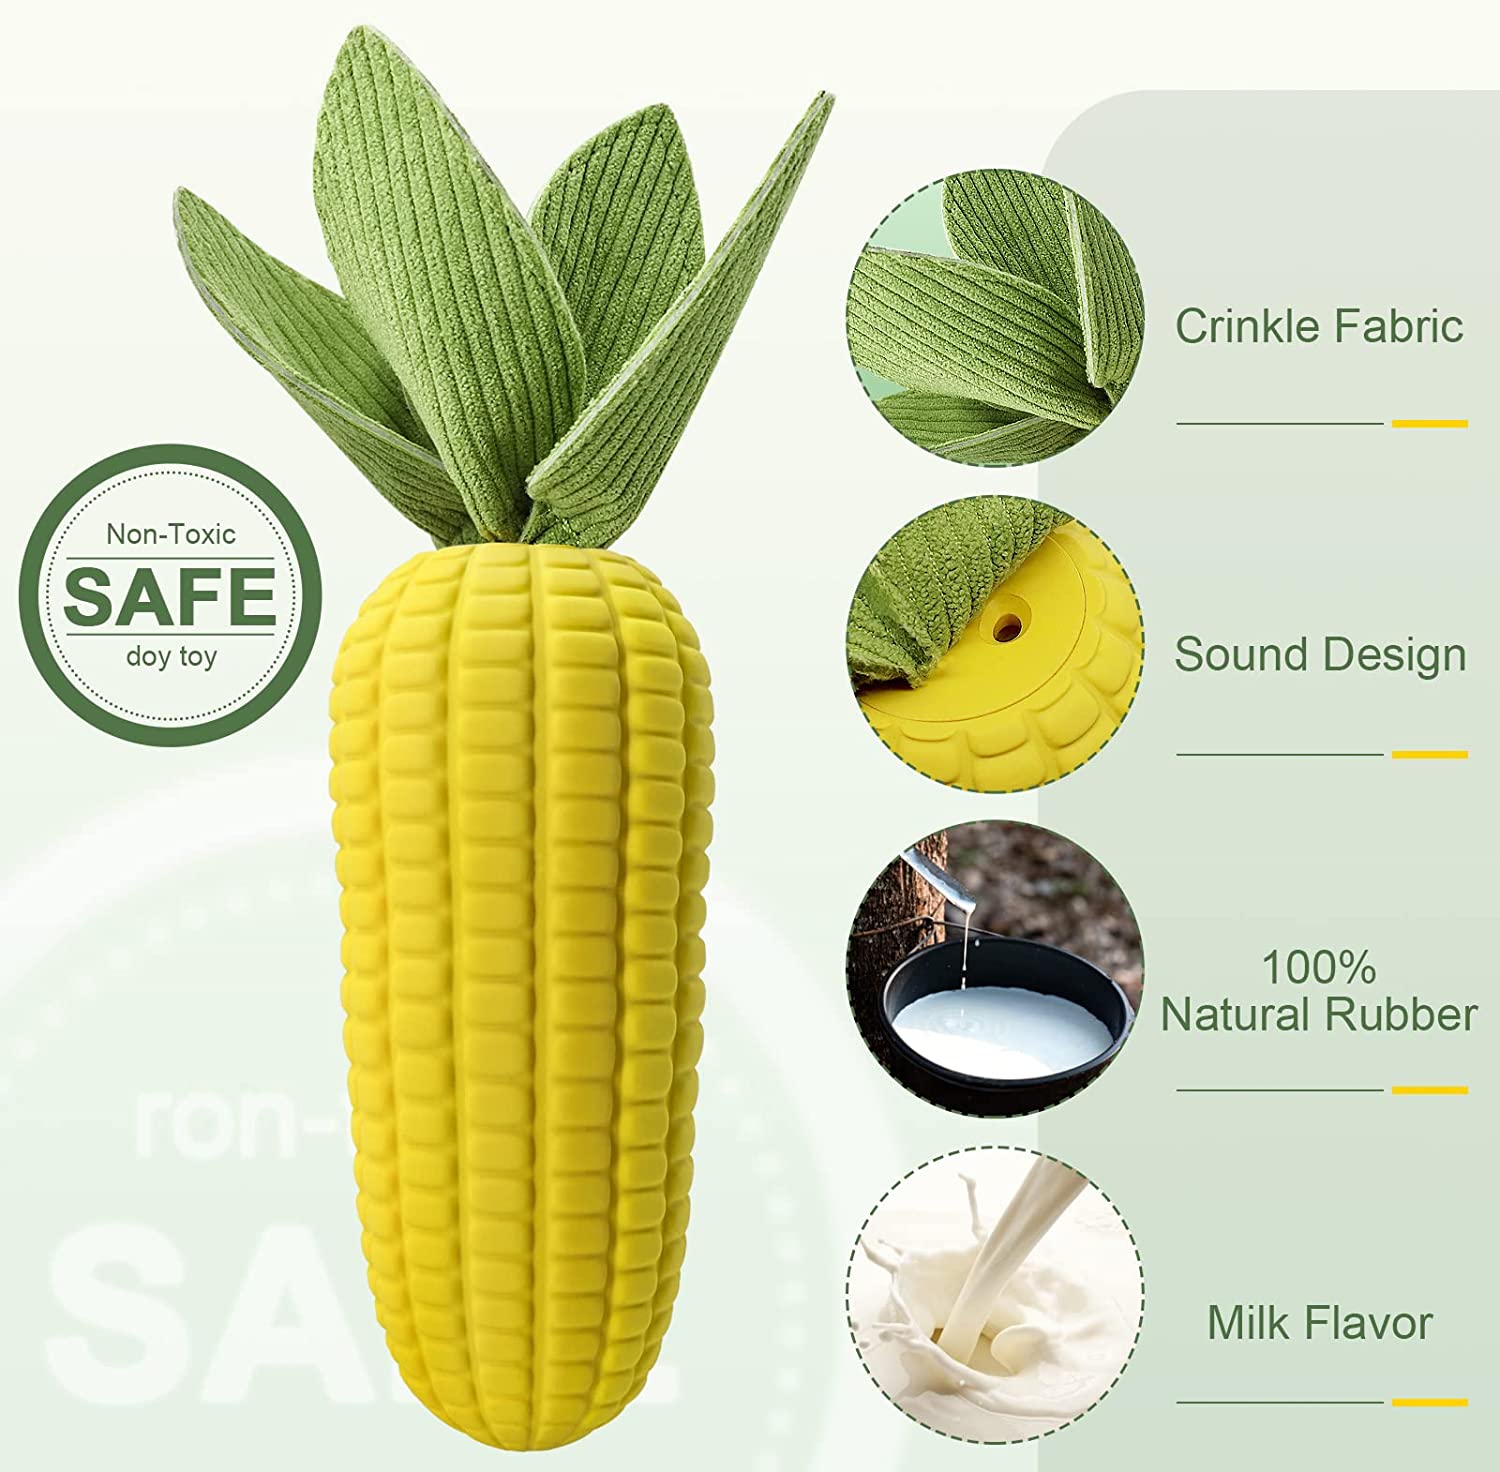 Non-Toxic
SAFE
doy toy
Crinkle Fabric
Sound Design
100%
Natural Rubber
Milk Flavor